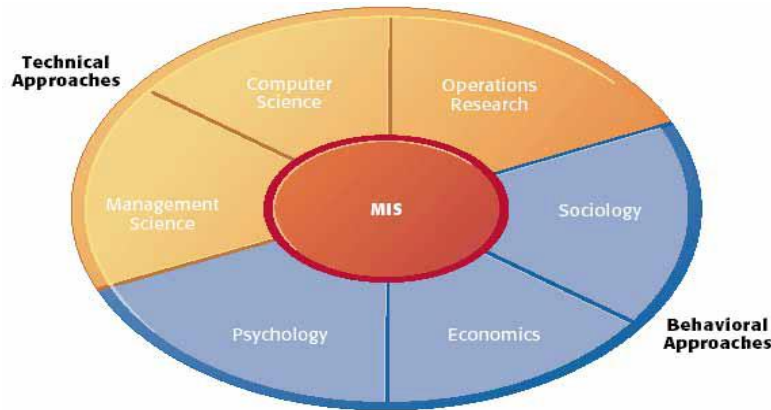 Technical
Approaches
Computer
Science
Operations
Research
Management
Science
MIS
Sociology
Psychology
Economics
Behavioral
Approaches